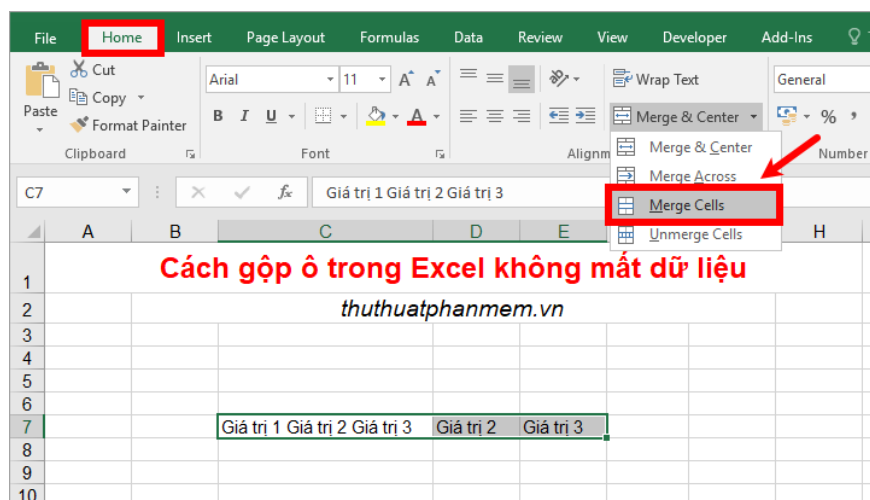 File Home Insert Page Layout Formulas Data Review View Developer Add-Ins
Cut
Copy
Format Painter
Paste
Clipboard
Arial 11
B I U
Font
Wrap Text
Merge & Center
General
%
Number
Merge & Center
Merge Across
Merge Cells
Unmerge Cells
C7 fx Giá trị 1 Giá trị 2 Giá trị 3
A B C D E H
1 Cách gộp ô trong Excel không mất dữ liệu
2 thuthuatphanmem.vn
3
4
5
6
7 Giá trị 1 Giá trị 2 Giá trị 3 Giá trị 2 Giá trị 3
8
9
10